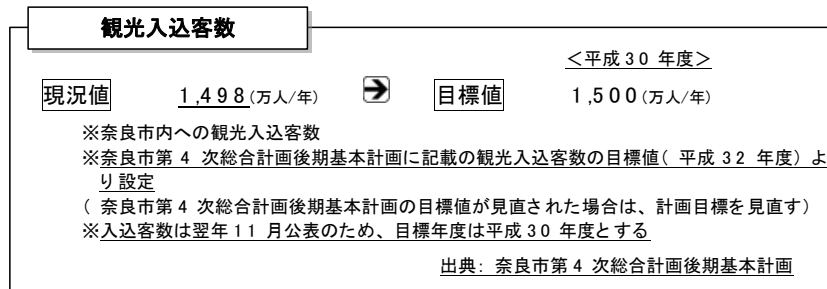 観光入込客数
＜平成30 年度＞
現況値 1,498(万人/年) ➔ 目標値 1,500(万人/年)
※奈良市内への観光入込客数
※奈良市第4 次総合計画後期基本計画に記載の観光入込客数の目標値( 平成32 年度) よ
り設定
( 奈良市第4 次総合計画後期基本計画の目標値が見直された場合は、計画目標を見直す)
※入込客数は翌年11 月公表のため、目標年度は平成30 年度とする
出典: 奈良市第4 次総合計画後期基本計画